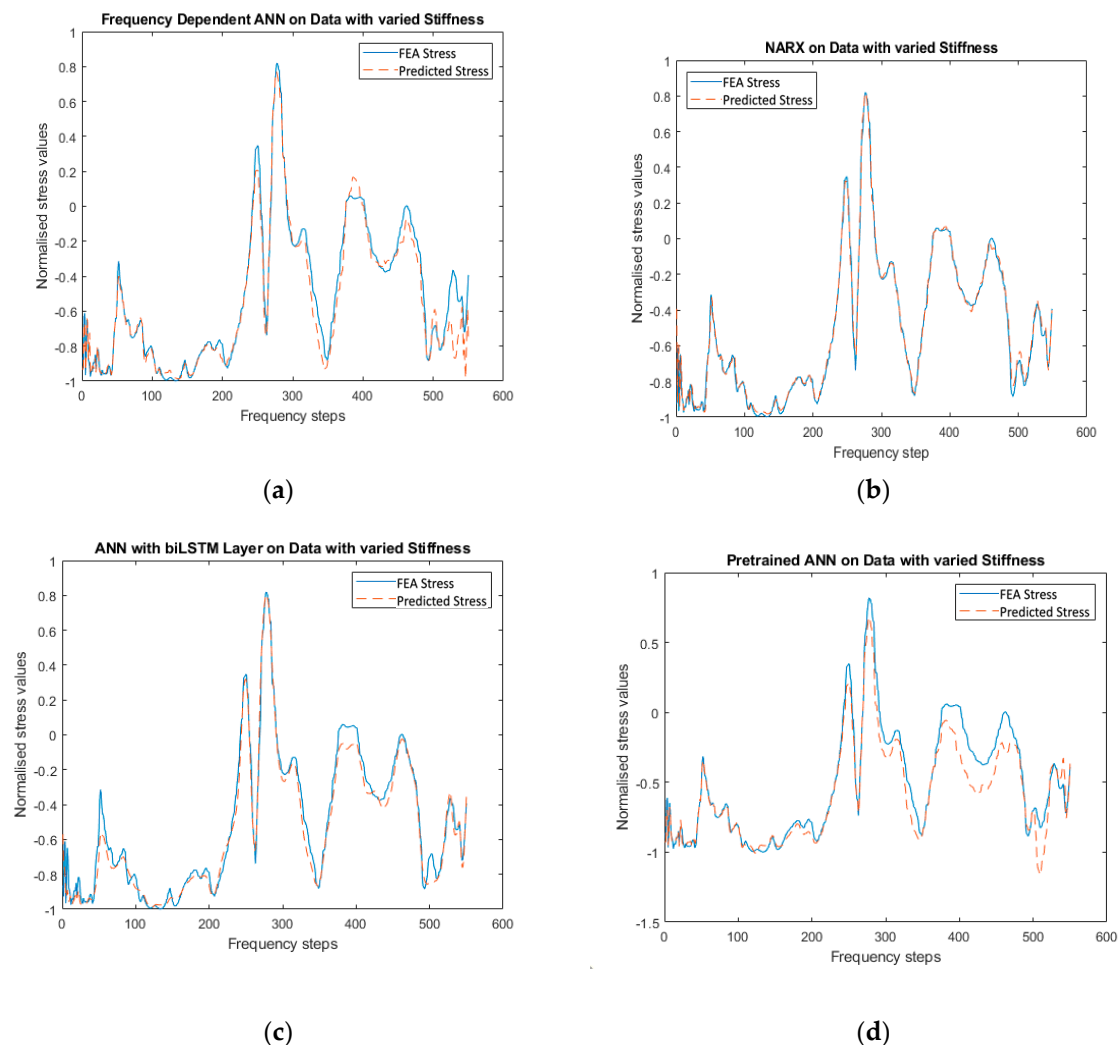 Frequency Dependent ANN on Data with varied Stiffness
1
0.8
0.6
0.4
0.2
0
-0.2
-0.4
-0.6
-0.8
-1
Normalised stress values
FEA Stress
Predicted Stress
0 100 200 300 400 500 600
Frequency steps
(a)
NARX on Data with varied Stiffness
1
0.8
0.6
0.4
0.2
0
-0.2
-0.4
-0.6
-0.8
-1
Normalised stress values
FEA Stress
Predicted Stress
0 100 200 300 400 500 600
Frequency step
(b)
ANN with biLSTM Layer on Data with varied Stiffness
1
0.8
0.6
0.4
0.2
0
-0.2
-0.4
-0.6
-0.8
-1
Normalised stress values
FEA Stress
Predicted Stress
0 100 200 300 400 500 600
Frequency steps
(c)
Pretrained ANN on Data with varied Stiffness
1
0.5
0
-0.5
-1
-1.5
Normalised stress values
FEA Stress
Predicted Stress
0 100 200 300 400 500 600
Frequency steps
(d)